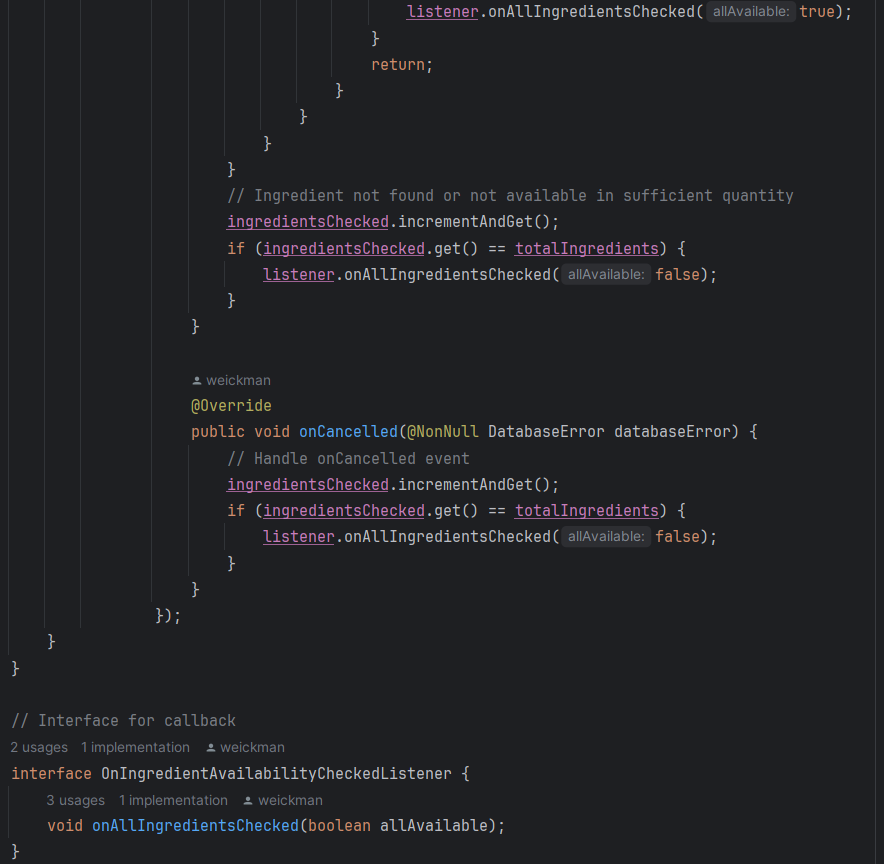 listener.onAllIngredientsChecked( allAvailable: true);
}
return;
}
}
}
}
// Ingredient not found or not available in sufficient quantity
ingredientsChecked.incrementAndGet();
if (ingredientsChecked.get() == totalIngredients) {
listener.onAllIngredientsChecked( allAvailable: false);
}
}
weickman
@Override
public void onCancelled(@NonNull DatabaseError databaseError) {
// Handle onCancelled event
ingredientsChecked.incrementAndGet();
if (ingredientsChecked.get() == totalIngredients) {
listener.onAllIngredientsChecked( allAvailable: false);
}
}
});
}
}
// Interface for callback
2 usages 1 implementation weickman
interface OnIngredientAvailabilityCheckedListener {
3 usages 1 implementation weickman
void onAllIngredientsChecked(boolean allAvailable);
}